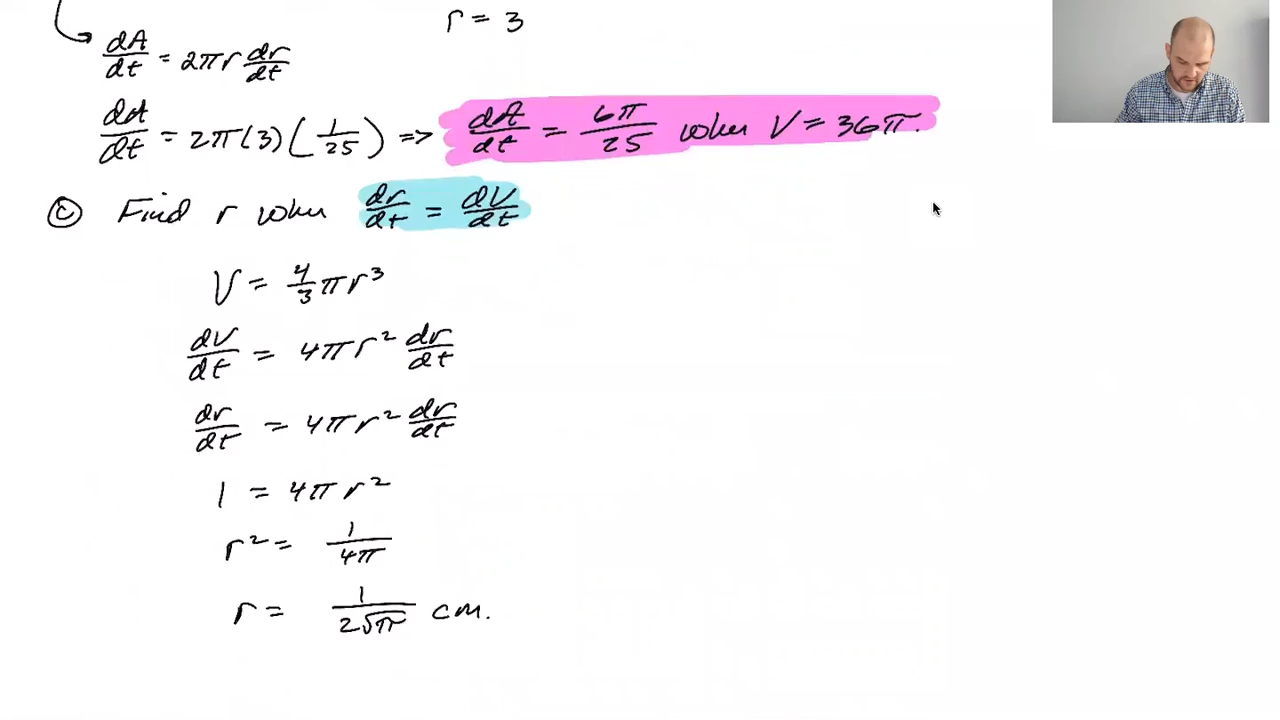 r = 3
dA/dt = 2πr dr/dt
dA/dt = 2π(3)(1/25) => dA/dt = 6π/25 when V = 36π.
ⓒ Find r when dr/dt = dV/dt
V = 4/3 πr³
dV/dt = 4πr² dr/dt
dr/dt = 4πr² dr/dt
1 = 4πr²
r² = 1/4π
r = 1/2√π cm.